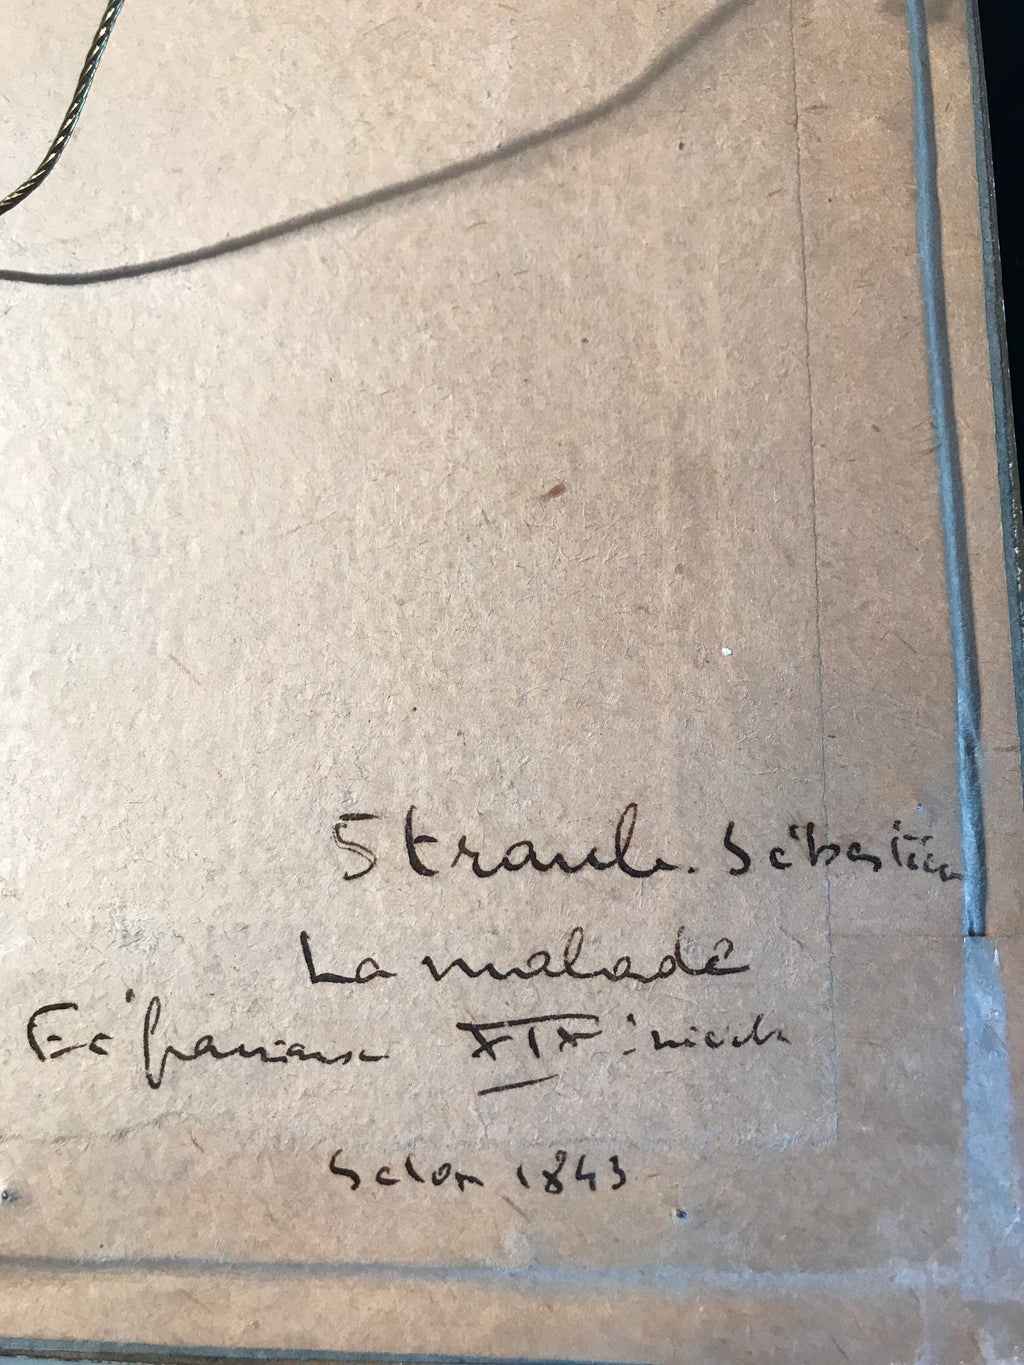 Straub. Sébastien
La malade
Ec française XIX siècle
Salon 1843